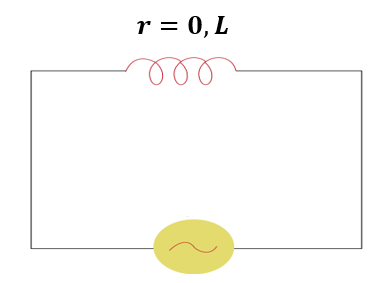 r = 0, L